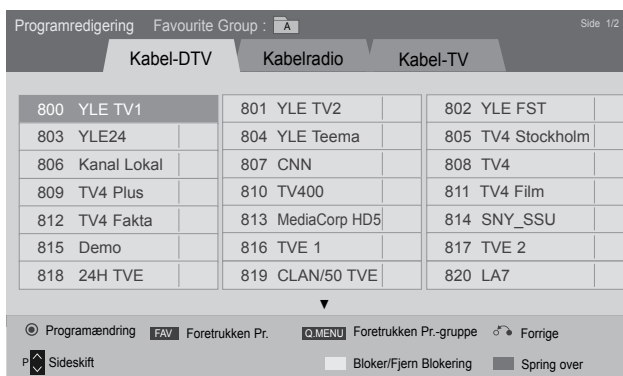 Programredigering Favourite Group : A Side 1/2
Kabel-DTV Kabelradio Kabel-TV
800 YLE TV1 801 YLE TV2 802 YLE FST
803 YLE24 804 YLE Teema 805 TV4 Stockholm
806 Kanal Lokal 807 CNN 808 TV4
809 TV4 Plus 810 TV400 811 TV4 Film
812 TV4 Fakta 813 MediaCorp HD5 814 SNY_SSU
815 Demo 816 TVE 1 817 TVE 2
818 24H TVE 819 CLAN/50 TVE 820 LA7
Programændring FAV Foretrukken Pr. Q.MENU Foretrukken Pr.-gruppe Forrige
P Sideskift Bloker/Fjern Blokering Spring over